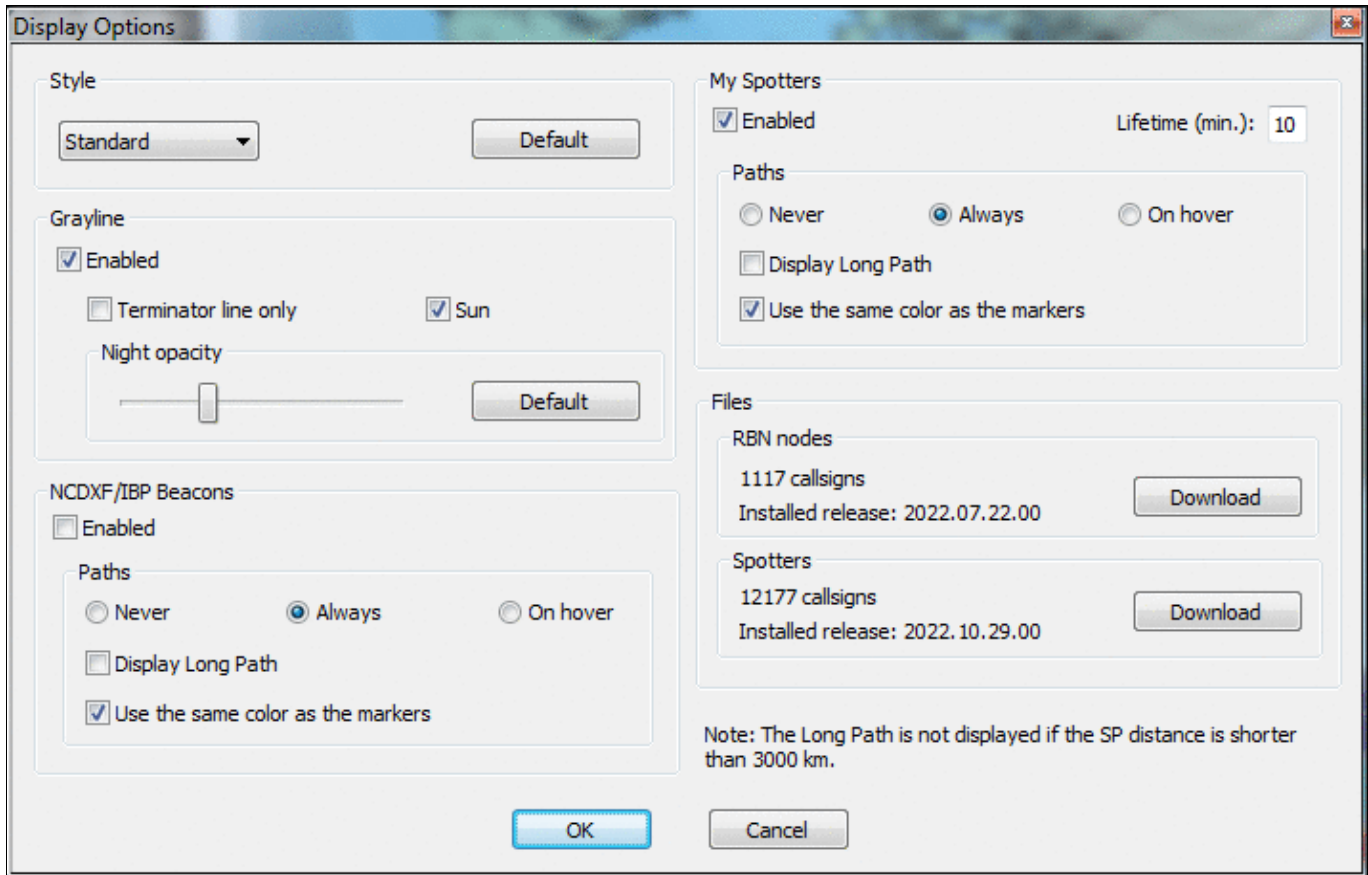 Display Options
Style
Standard
Default
Grayline
Enabled
Terminator line only
Sun
Night opacity
Default
NCDXF/IBP Beacons
Enabled
Paths
Never
Always
On hover
Display Long Path
Use the same color as the markers
My Spotters
Enabled
Lifetime (min.): 10
Paths
Never
Always
On hover
Display Long Path
Use the same color as the markers
Files
RBN nodes
1117 callsigns
Installed release: 2022.07.22.00
Download
Spotters
12177 callsigns
Installed release: 2022.10.29.00
Download
Note: The Long Path is not displayed if the SP distance is shorter
than 3000 km.
OK
Cancel